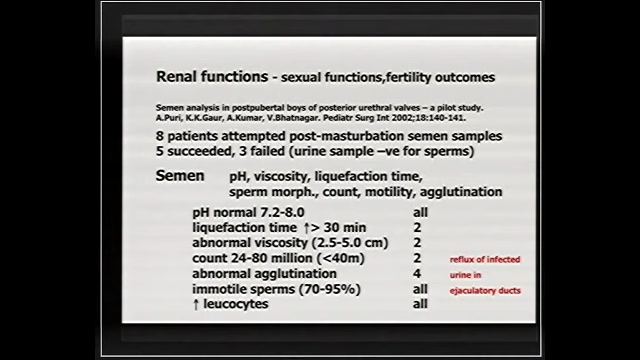 Renal functions - sexual functions,fertility outcomes
Semen analysis in postpubertal boys of posterior urethral valves – a pilot study.
A.Puri, K.K.Gaur, A.Kumar, V.Bhatnagar. Pediatr Surg Int 2002;18:140-141.
8 patients attempted post-masturbation semen samples
5 succeeded, 3 failed (urine sample –ve for sperms)
Semen pH, viscosity, liquefaction time,
sperm morph., count, motility, agglutination
pH normal 7.2-8.0 all
liquefaction time ↑> 30 min 2
abnormal viscosity (2.5-5.0 cm) 2
count 24-80 million (<40m) 2 reflux of infected
abnormal agglutination 4 urine in
immotile sperms (70-95%) all ejaculatory ducts
↑ leucocytes all